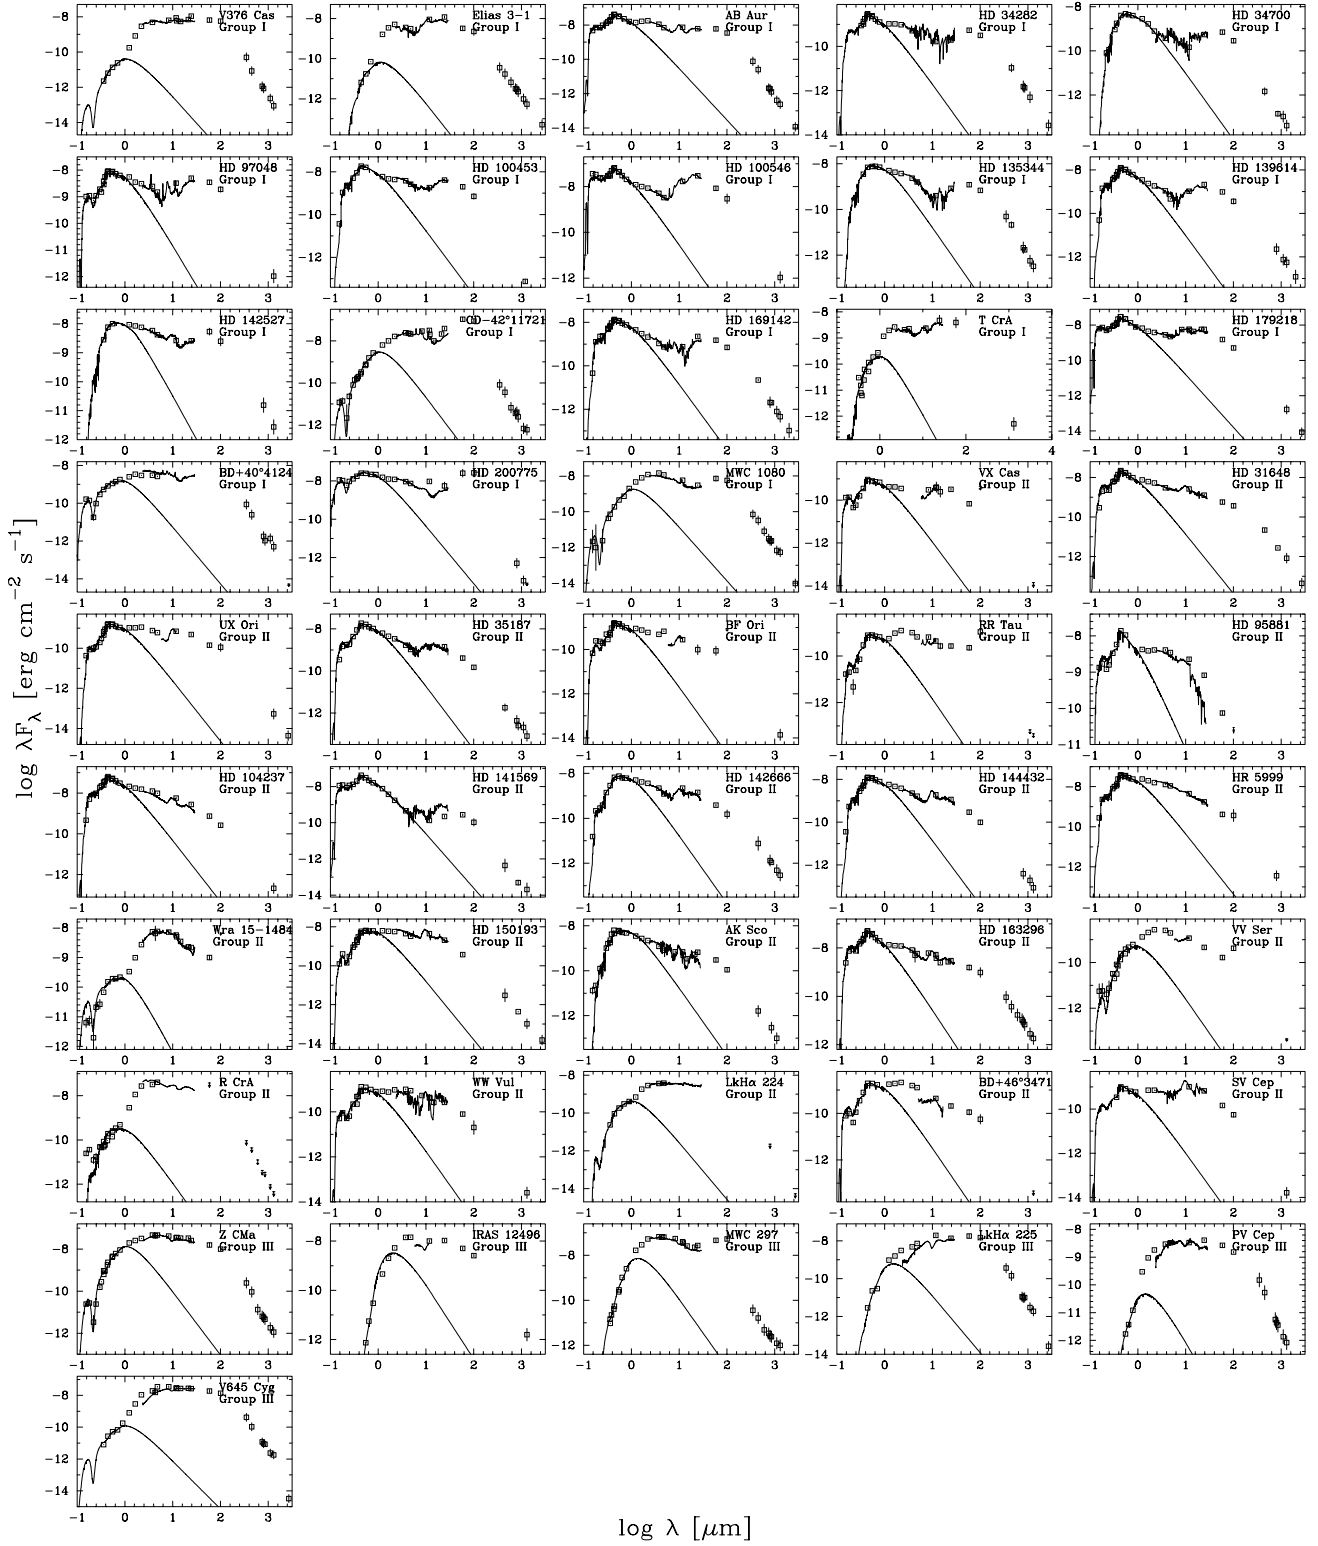 V376 Cas
Group I
Elias 3-1
Group I
AB Aur
Group I
HD 34282
Group I
HD 34700
Group I
HD 97048
Group I
HD 100453
Group I
HD 100546
Group I
HD 135344
Group I
HD 139614
Group I
HD 142527
Group I
CD-42°11721
Group I
HD 169142
Group I
T CrA
Group I
HD 179218
Group I
BD+40°4124
Group I
HD 200775
Group I
MWC 1080
Group I
VX Cas
Group II
HD 31648
Group II
UX Ori
Group II
HD 35187
Group II
BF Ori
Group II
RR Tau
Group II
HD 95881
Group II
HD 104237
Group II
HD 141569
Group II
HD 142666
Group II
HD 144432
Group II
HR 5999
Group II
Wra 15-1484
Group II
HD 150193
Group II
AK Sco
Group II
HD 163296
Group II
VV Ser
Group II
R CrA
Group II
WW Vul
Group II
LkHα 224
Group II
BD+46°3471
Group II
SV Cep
Group II
Z CMa
Group III
IRAS 12496
Group III
MWC 297
Group III
LkHα 225
Group III
PV Cep
Group III
V645 Cyg
Group III
log λF_λ [erg cm⁻² s⁻¹]
log λ [μm]